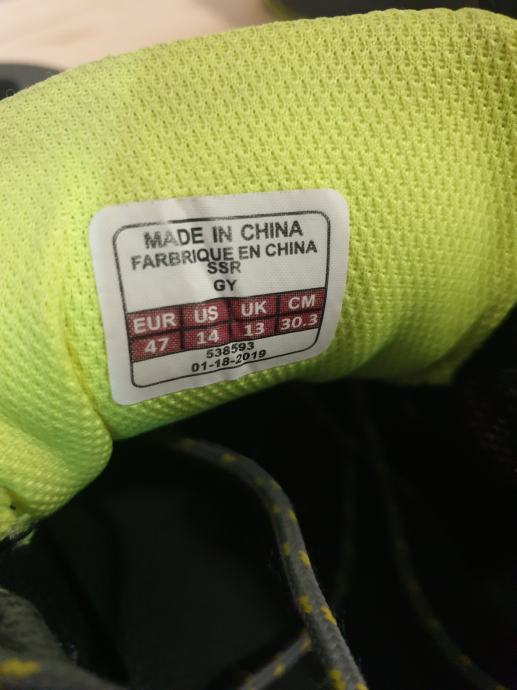 MADE IN CHINA
FARBRIQUE EN CHINA
SSR
GY
EUR US UK CM
47 14 13 30.3
538593
01-18-2019